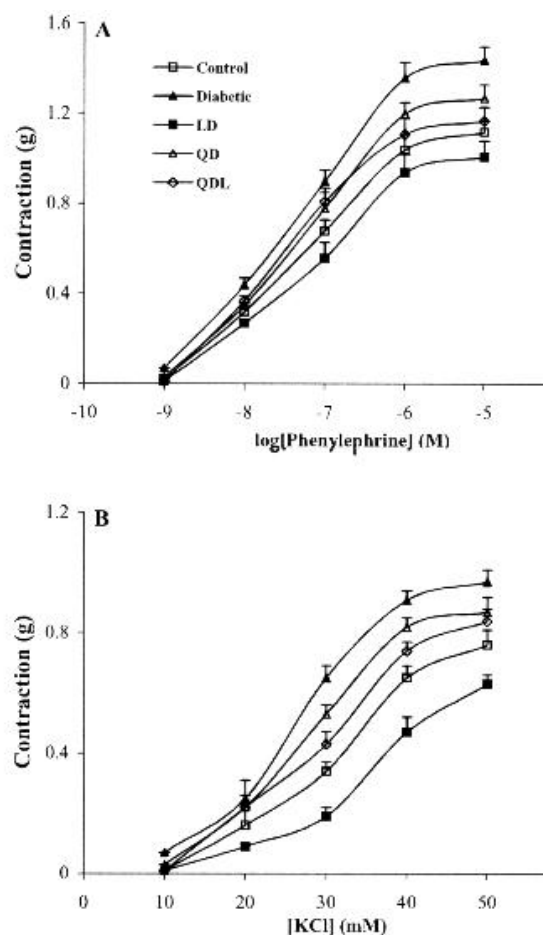 A
1.6
1.2
0.8
0.4
0
Contraction (g)
Control
Diabetic
LD
QD
QDL
-10 -9 -8 -7 -6 -5
log[Phenylephrine] (M)
B
1.2
0.8
0.4
0
Contraction (g)
0 10 20 30 40 50
[KCl] (mM)